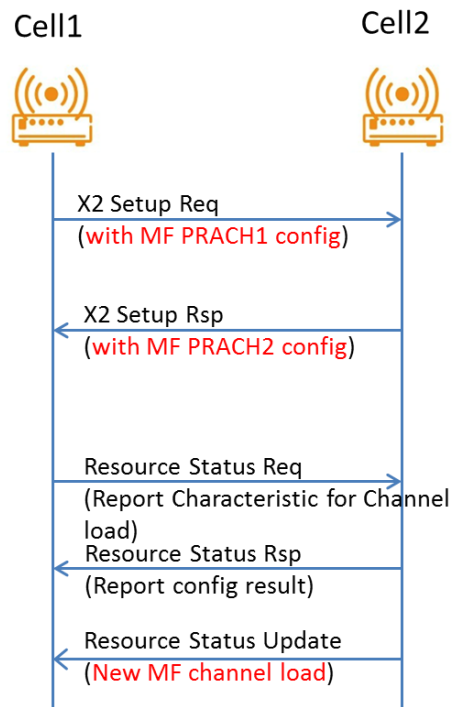 Cell1
Cell2
X2 Setup Req
(with MF PRACH1 config)
X2 Setup Rsp
(with MF PRACH2 config)
Resource Status Req
(Report Characteristic for Channel
load)
Resource Status Rsp
(Report config result)
Resource Status Update
(New MF channel load)